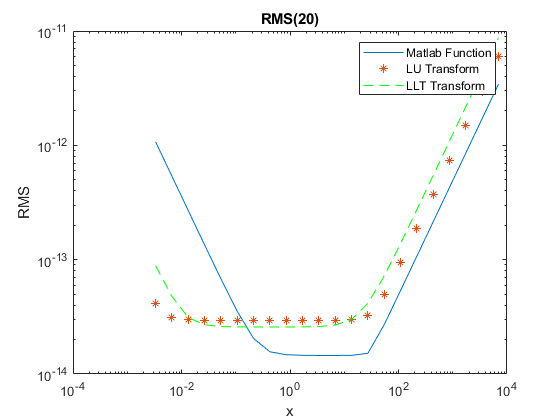 RMS(20)
10^-11
10^-12
10^-13
10^-14
RMS
Matlab Function
LU Transform
LLT Transform
10^-4
10^-2
10^0
10^2
10^4
x